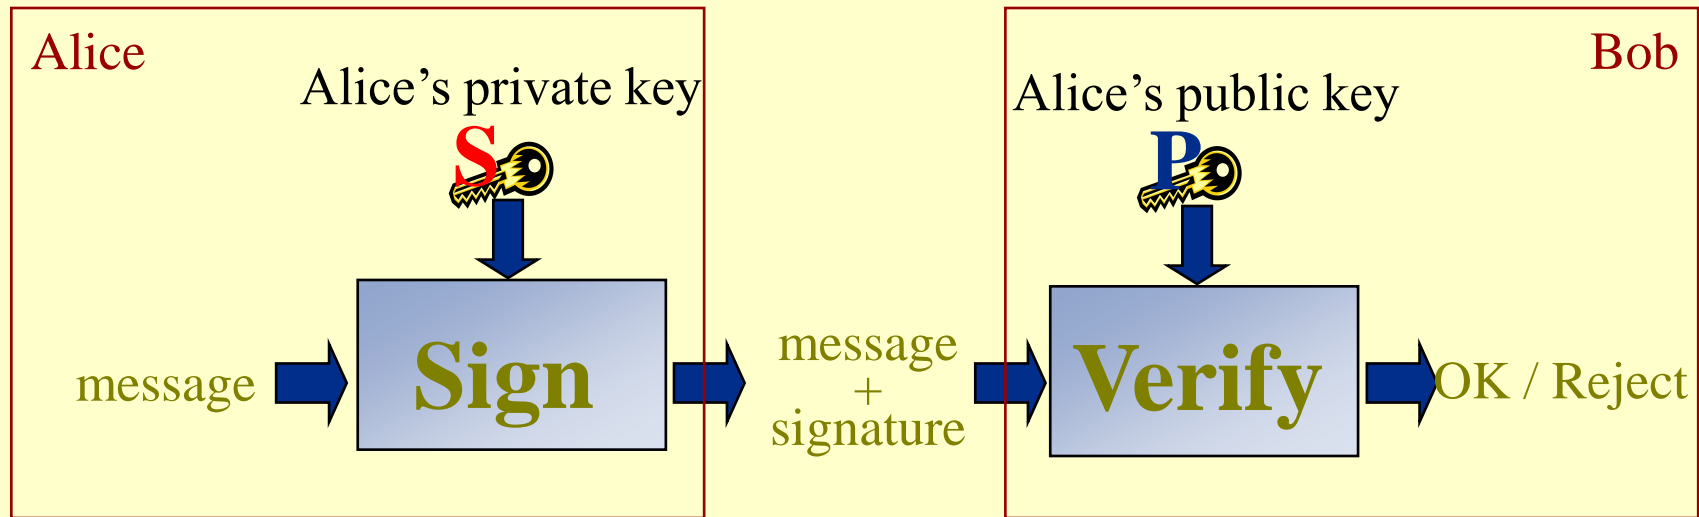 Alice
Bob
Alice’s private key
Alice’s public key
S
P
message
Sign
message
+
signature
Verify
OK / Reject